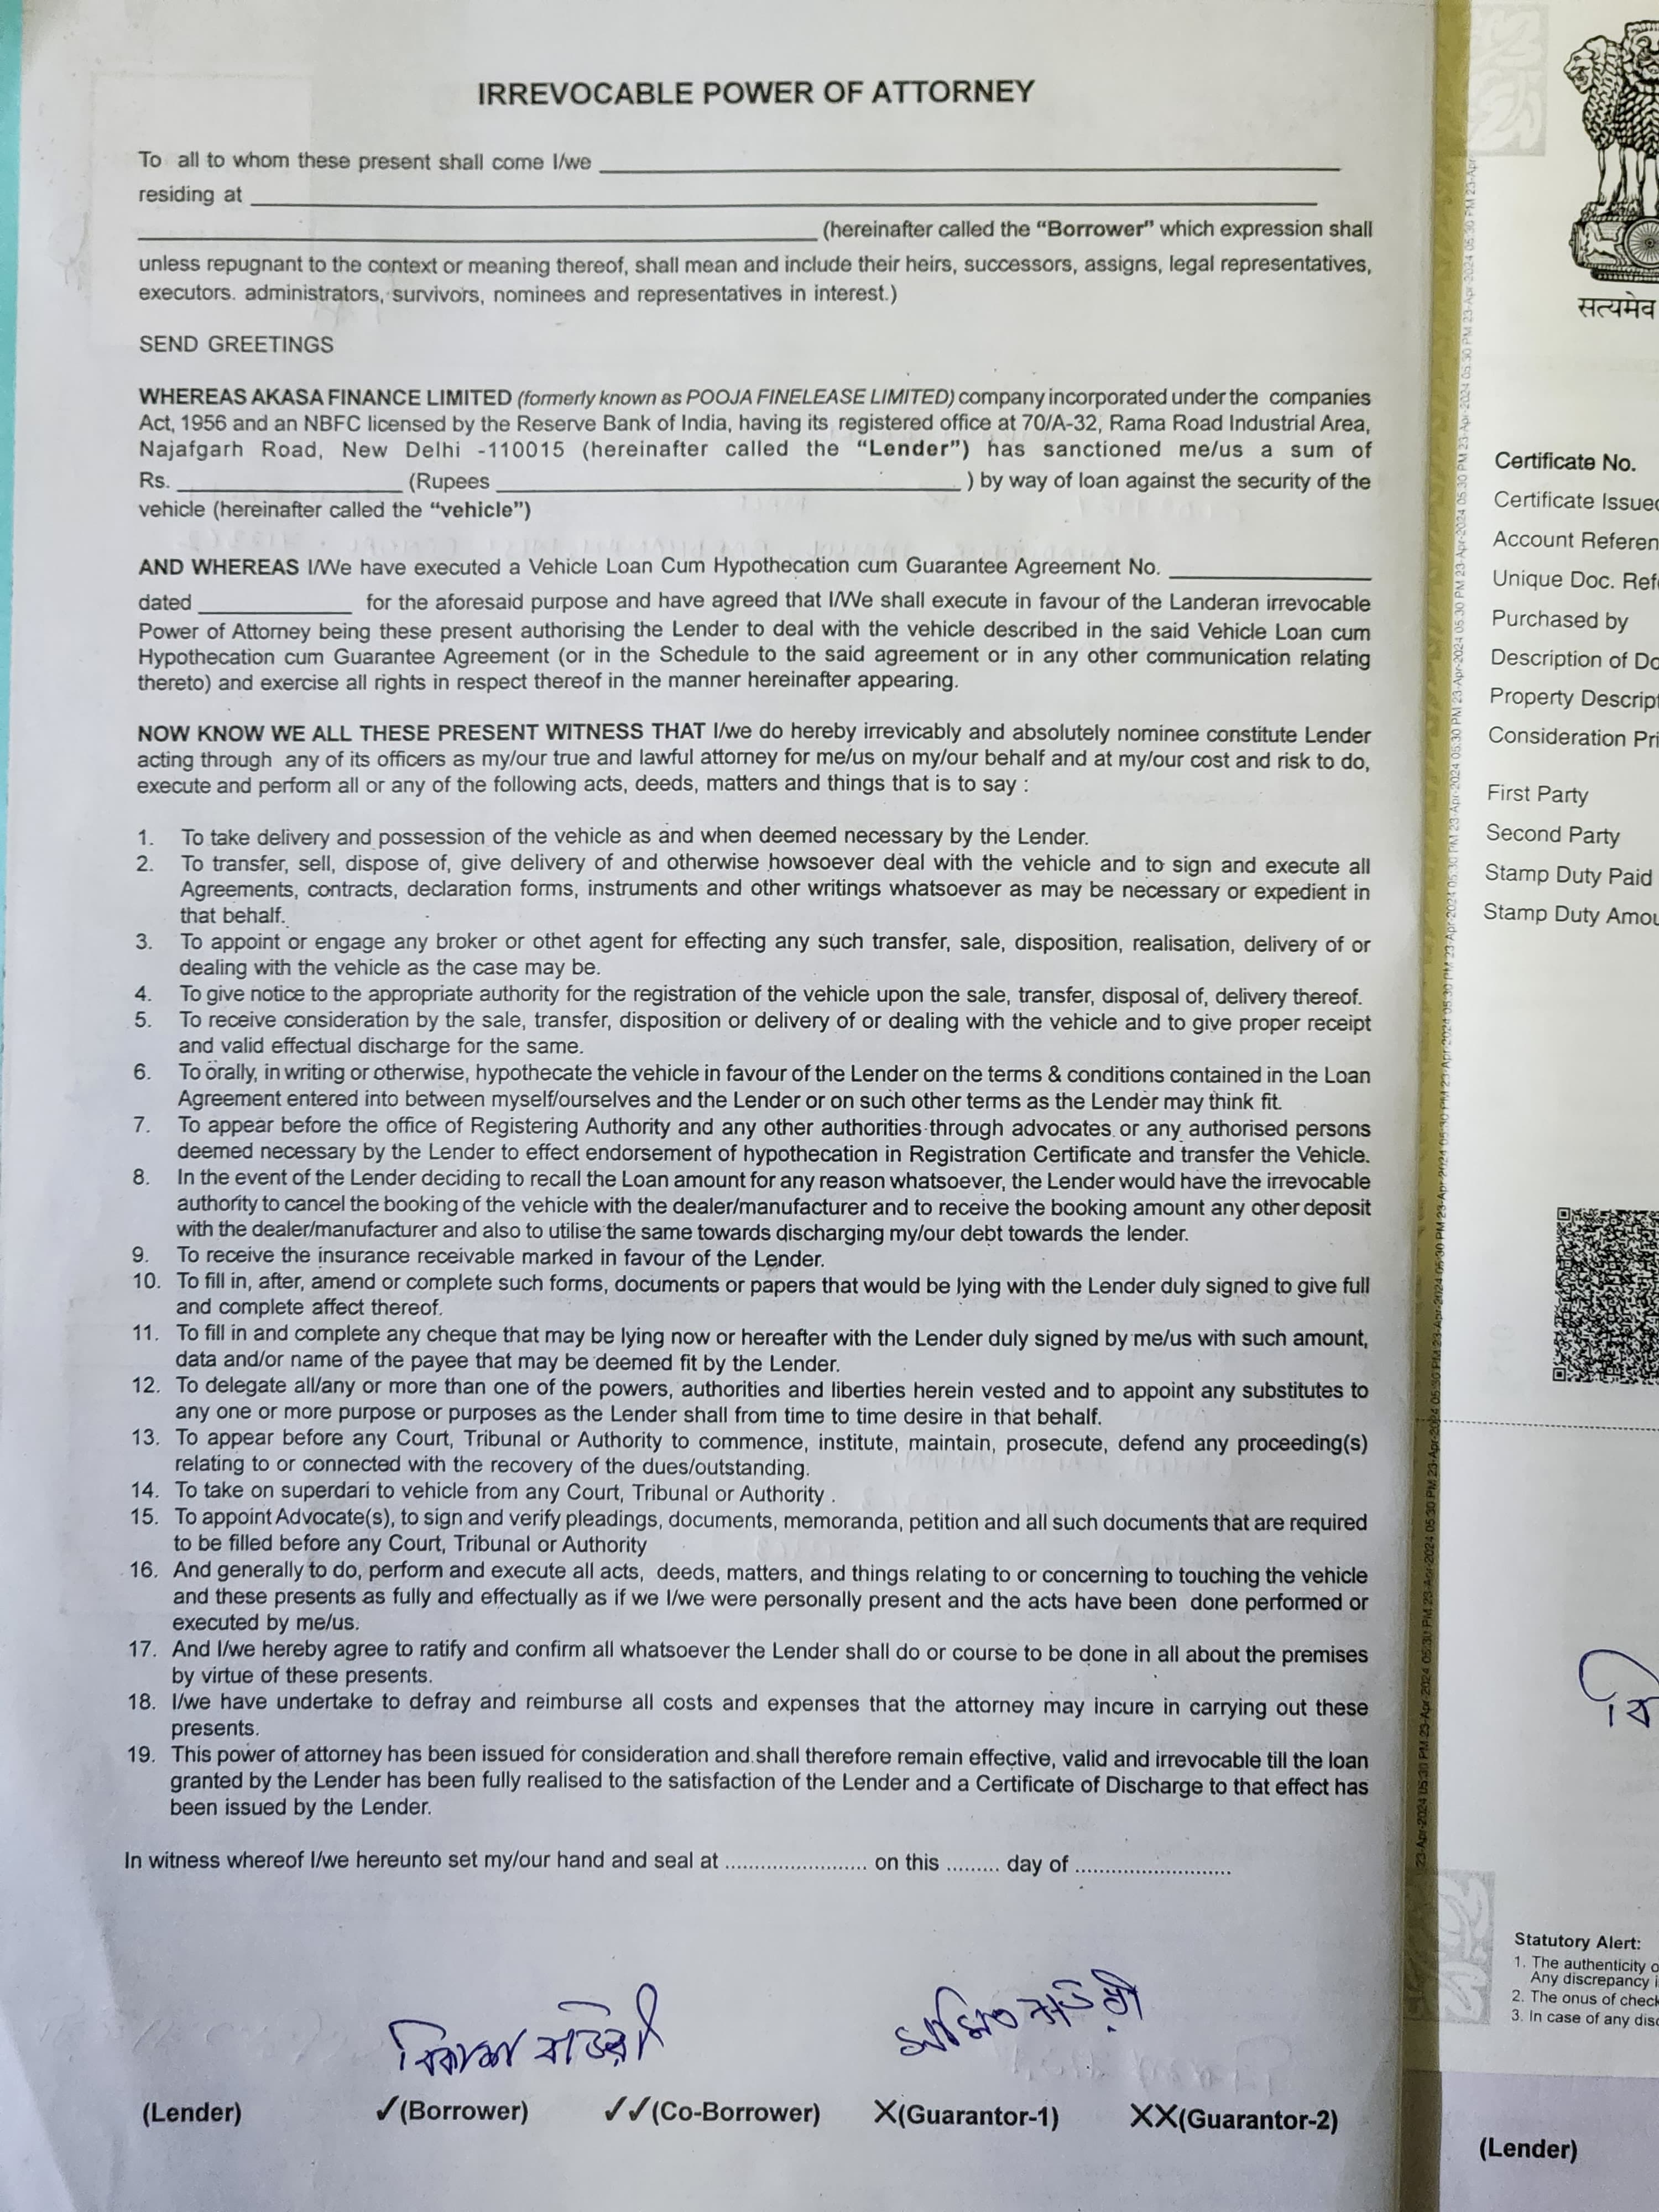 IRREVOCABLE POWER OF ATTORNEY
To all to whom these present shall come I/we
residing at
(hereinafter called the “Borrower” which expression shall
unless repugnant to the context or meaning thereof, shall mean and include their heirs, successors, assigns, legal representatives,
executors. administrators, survivors, nominees and representatives in interest.)
SEND GREETINGS
WHEREAS AKASA FINANCE LIMITED (formerly known as POOJA FINELEASE LIMITED) company incorporated under the companies
Act, 1956 and an NBFC licensed by the Reserve Bank of India, having its registered office at 70/A-32, Rama Road Industrial Area,
Najafgarh Road, New Delhi -110015 (hereinafter called the “Lender”) has sanctioned me/us a sum of
Rs. ____________ (Rupees ____________ ) by way of loan against the security of the
vehicle (hereinafter called the “vehicle”)
AND WHEREAS I/We have executed a Vehicle Loan Cum Hypothecation cum Guarantee Agreement No.
dated ____________ for the aforesaid purpose and have agreed that I/We shall execute in favour of the Landeran irrevocable
Power of Attorney being these present authorising the Lender to deal with the vehicle described in the said Vehicle Loan cum
Hypothecation cum Guarantee Agreement (or in the Schedule to the said agreement or in any other communication relating
thereto) and exercise all rights in respect thereof in the manner hereinafter appearing.
NOW KNOW WE ALL THESE PRESENT WITNESS THAT I/we do hereby irrevicably and absolutely nominee constitute Lender
acting through any of its officers as my/our true and lawful attorney for me/us on my/our behalf and at my/our cost and risk to do,
execute and perform all or any of the following acts, deeds, matters and things that is to say :
1. To take delivery and possession of the vehicle as and when deemed necessary by the Lender.
2. To transfer, sell, dispose of, give delivery of and otherwise howsoever deal with the vehicle and to sign and execute all
Agreements, contracts, declaration forms, instruments and other writings whatsoever as may be necessary or expedient in
that behalf.
3. To appoint or engage any broker or othet agent for effecting any such transfer, sale, disposition, realisation, delivery of or
dealing with the vehicle as the case may be.
4. To give notice to the appropriate authority for the registration of the vehicle upon the sale, transfer, disposal of, delivery thereof.
5. To receive consideration by the sale, transfer, disposition or delivery of or dealing with the vehicle and to give proper receipt
and valid effectual discharge for the same.
6. To orally, in writing or otherwise, hypothecate the vehicle in favour of the Lender on the terms & conditions contained in the Loan
Agreement entered into between myself/ourselves and the Lender or on such other terms as the Lender may think fit.
7. To appear before the office of Registering Authority and any other authorities through advocates or any authorised persons
deemed necessary by the Lender to effect endorsement of hypothecation in Registration Certificate and transfer the Vehicle.
8. In the event of the Lender deciding to recall the Loan amount for any reason whatsoever, the Lender would have the irrevocable
authority to cancel the booking of the vehicle with the dealer/manufacturer and to receive the booking amount any other deposit
with the dealer/manufacturer and also to utilise the same towards discharging my/our debt towards the lender.
9. To receive the insurance receivable marked in favour of the Lender.
10. To fill in, after, amend or complete such forms, documents or papers that would be lying with the Lender duly signed to give full
and complete affect thereof.
11. To fill in and complete any cheque that may be lying now or hereafter with the Lender duly signed by me/us with such amount,
data and/or name of the payee that may be deemed fit by the Lender.
12. To delegate all/any or more than one of the powers, authorities and liberties herein vested and to appoint any substitutes to
any one or more purpose or purposes as the Lender shall from time to time desire in that behalf.
13. To appear before any Court, Tribunal or Authority to commence, institute, maintain, prosecute, defend any proceeding(s)
relating to or connected with the recovery of the dues/outstanding.
14. To take on superdari to vehicle from any Court, Tribunal or Authority .
15. To appoint Advocate(s), to sign and verify pleadings, documents, memoranda, petition and all such documents that are required
to be filled before any Court, Tribunal or Authority
16. And generally to do, perform and execute all acts, deeds, matters, and things relating to or concerning to touching the vehicle
and these presents as fully and effectually as if we I/we were personally present and the acts have been done performed or
executed by me/us.
17. And I/we hereby agree to ratify and confirm all whatsoever the Lender shall do or course to be done in all about the premises
by virtue of these presents.
18. I/we have undertake to defray and reimburse all costs and expenses that the attorney may incure in carrying out these
presents.
19. This power of attorney has been issued for consideration and shall therefore remain effective, valid and irrevocable till the loan
granted by the Lender has been fully realised to the satisfaction of the Lender and a Certificate of Discharge to that effect has
been issued by the Lender.
In witness whereof I/we hereunto set my/our hand and seal at ........................ on this ......... day of ..........................
বিকাশ বাউরী
বাউরী
(Lender) ✓(Borrower) ✓✓(Co-Borrower) X(Guarantor-1) XX(Guarantor-2)
सत्यमेव
Certificate No.
Certificate Issue
Account Referen
Unique Doc. Ref
Purchased by
Description of Do
Property Descrip
Consideration Pri
First Party
Second Party
Stamp Duty Paid
Stamp Duty Amou
বি
Statutory Alert:
1. The authenticity o
Any discrepancy i
2. The onus of check
3. In case of any dis
(Lender)